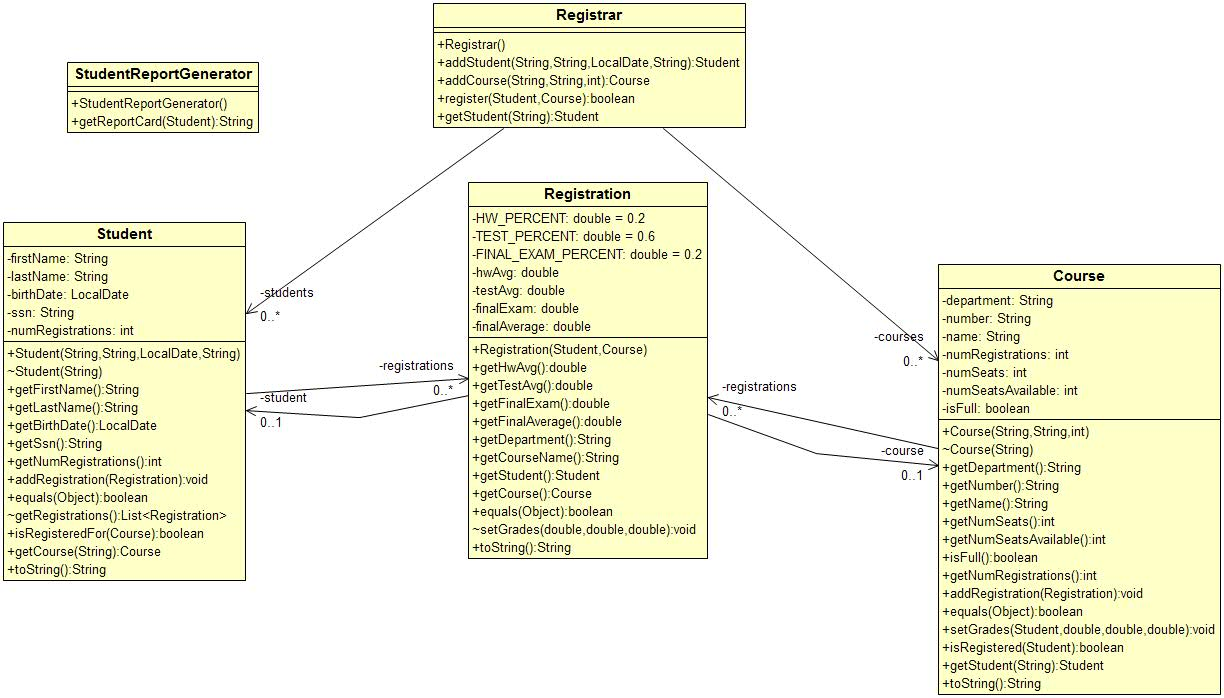 Registrar
+Registrar()
+addStudent(String,String,LocalDate,String):Student
+addCourse(String,String,int):Course
+register(Student,Course):boolean
+getStudent(String):Student
StudentReportGenerator
+StudentReportGenerator()
+getReportCard(Student):String
Student
-firstName: String
-lastName: String
-birthDate: LocalDate
-ssn: String
-numRegistrations: int
+Student(String,String,LocalDate,String)
~Student(String)
+getFirstName():String
+getLastName():String
+getBirthDate():LocalDate
+getSsn():String
+getNumRegistrations():int
+addRegistration(Registration):void
+equals(Object):boolean
~getRegistrations():List<Registration>
+isRegisteredFor(Course):boolean
+getCourse(String):Course
+toString():String
-students
0..*
-registrations
0..*
-student
0..1
Registration
-HW_PERCENT: double = 0.2
-TEST_PERCENT: double = 0.6
-FINAL_EXAM_PERCENT: double = 0.2
-hwAvg: double
-testAvg: double
-finalExam: double
-finalAverage: double
+Registration(Student,Course)
+getHwAvg():double
+getTestAvg():double
+getFinalExam():double
+getFinalAverage():double
+getDepartment():String
+getCourseName():String
+getStudent():Student
+getCourse():Course
+equals(Object):boolean
~setGrades(double,double,double):void
+toString():String
-courses
0..*
-registrations
0..*
-course
0..1
Course
-department: String
-number: String
-name: String
-numRegistrations: int
-numSeats: int
-numSeatsAvailable: int
-isFull: boolean
+Course(String,String,int)
~Course(String)
+getDepartment():String
+getNumber():String
+getName():String
+getNumSeats():int
+getNumSeatsAvailable():int
+isFull():boolean
+getNumRegistrations():int
+addRegistration(Registration):void
+equals(Object):boolean
+setGrades(Student,double,double,double):void
+isRegistered(Student):boolean
+getStudent(String):Student
+toString():String